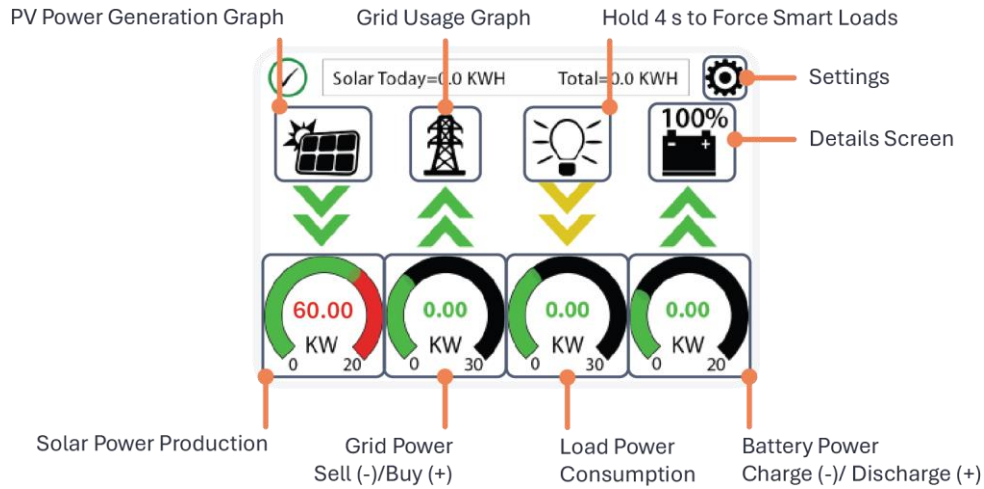 PV Power Generation Graph
Grid Usage Graph
Hold 4 s to Force Smart Loads
Solar Today=0.0 KWH
Total=0.0 KWH
Settings
100%
Details Screen
60.00
KW
0
20
0.00
KW
0
30
0.00
KW
0
30
0.00
KW
0
20
Solar Power Production
Grid Power
Sell (-)/Buy (+)
Load Power
Consumption
Battery Power
Charge (-)/ Discharge (+)